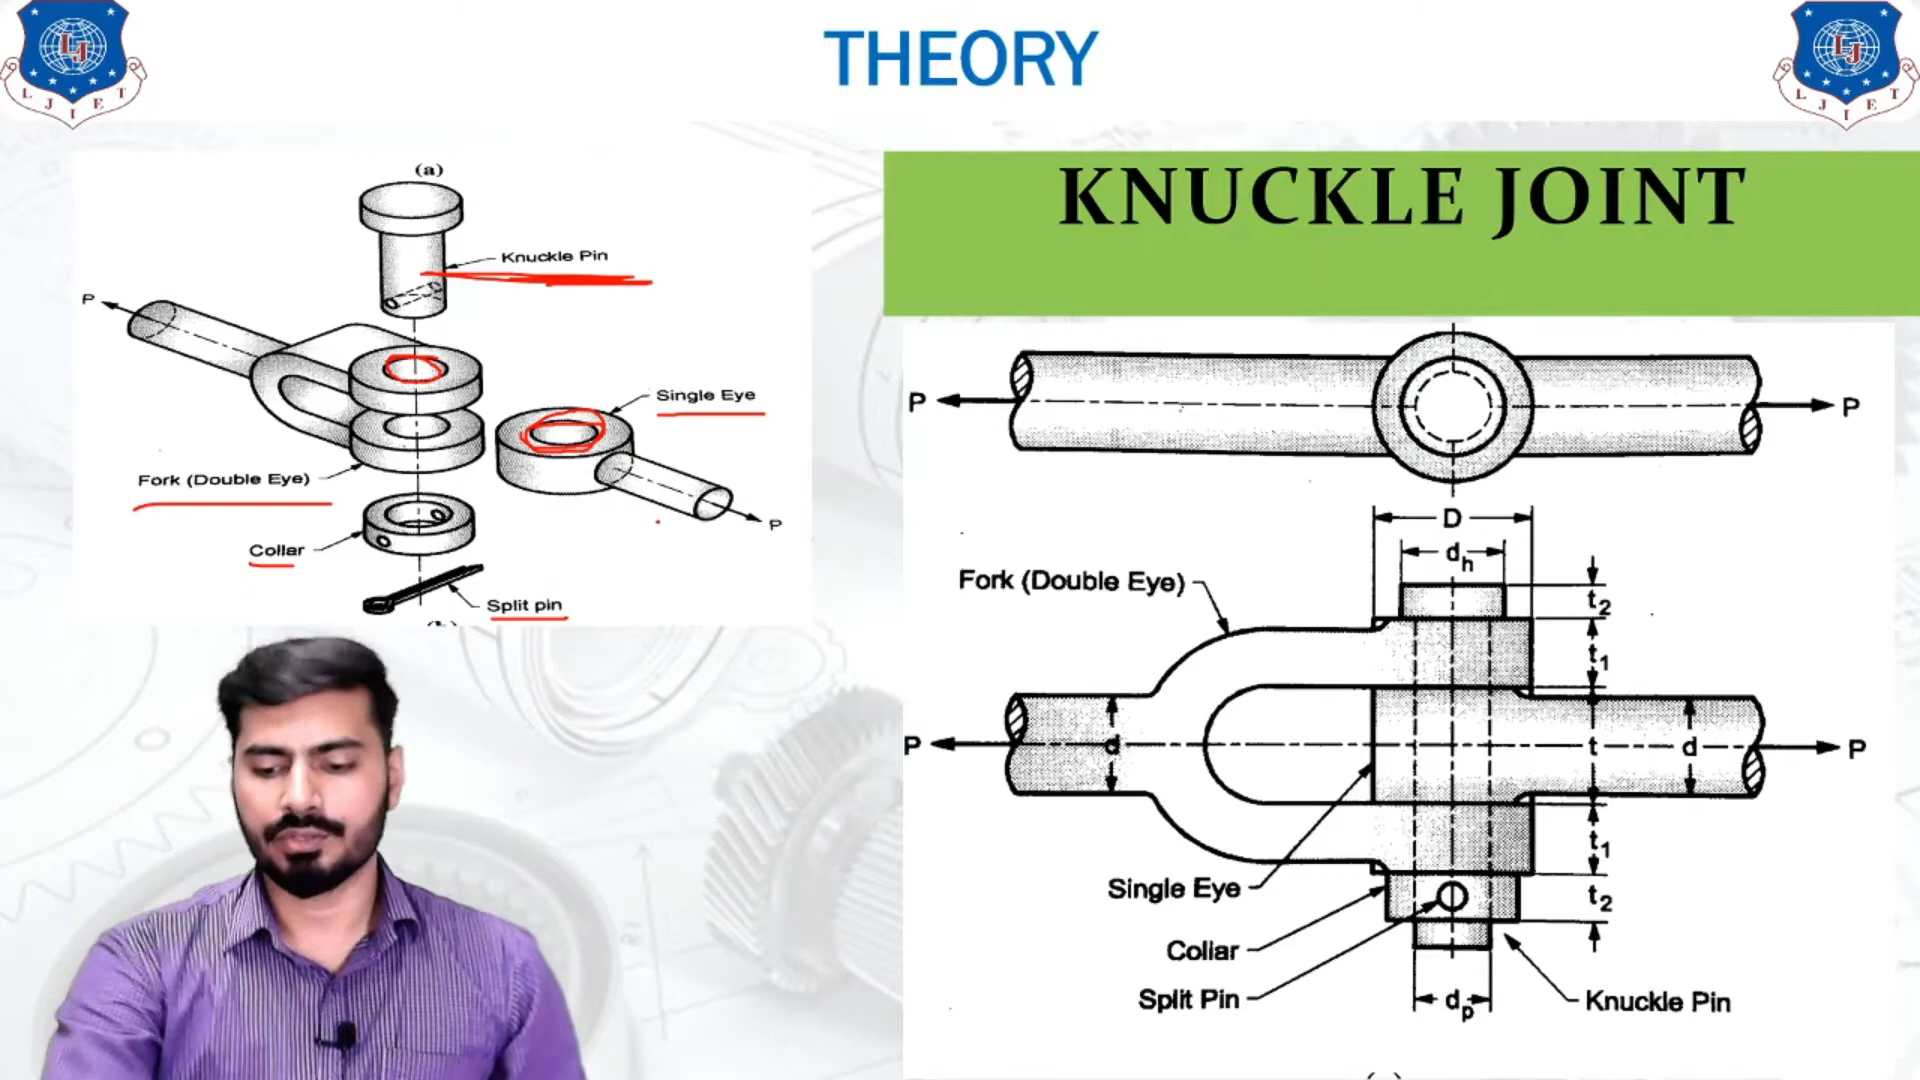 THEORY
L J I E T
L J I E T
KNUCKLE JOINT
(a)
Knuckle Pin
P
Single Eye
Fork (Double Eye)
P
Collar
Split pin
P
P
D
dh
Fork (Double Eye)
t2
t1
P
d
t
d
P
t1
Single Eye
t2
Collar
Split Pin
dp
Knuckle Pin